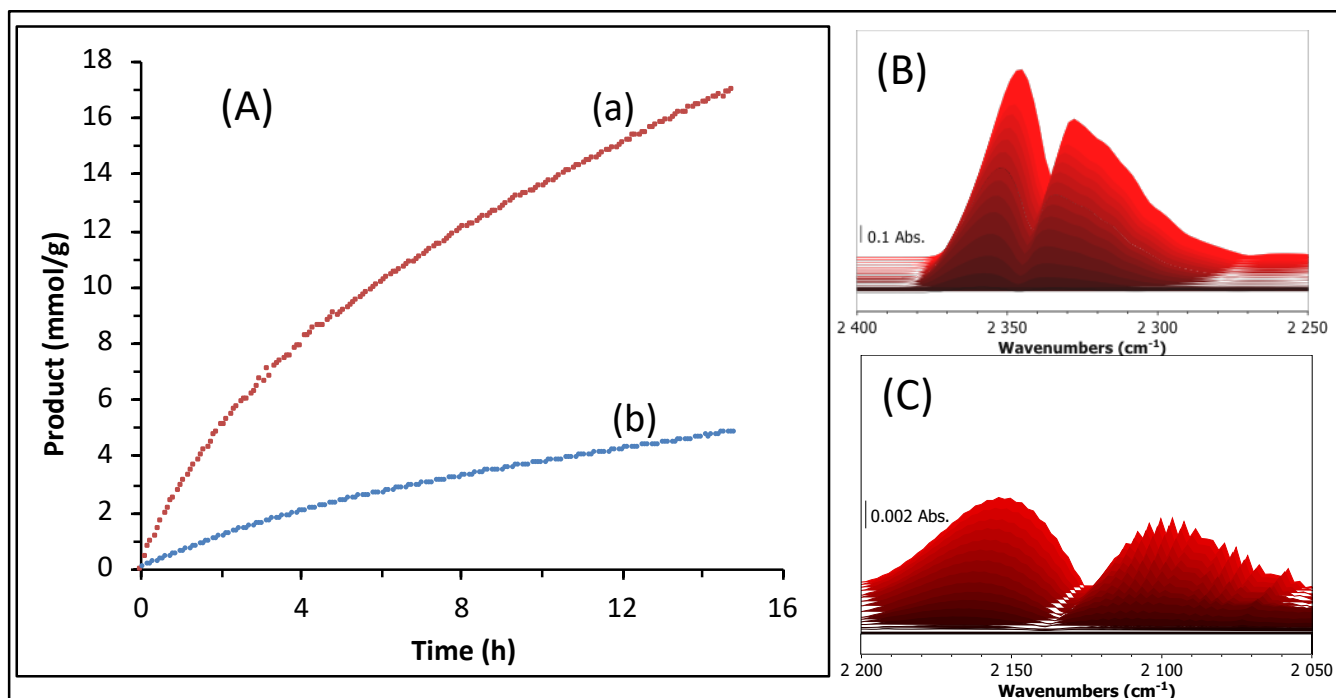 (A)
(a)
(b)
Product (mmol/g)
18
16
14
12
10
8
6
4
2
0
0 4 8 12 16
Time (h)
(B)
0.1 Abs.
2 400 2 350 2 300 2 250
Wavenumbers (cm-1)
(C)
0.002 Abs.
2 200 2 150 2 100 2 050
Wavenumbers (cm-1)